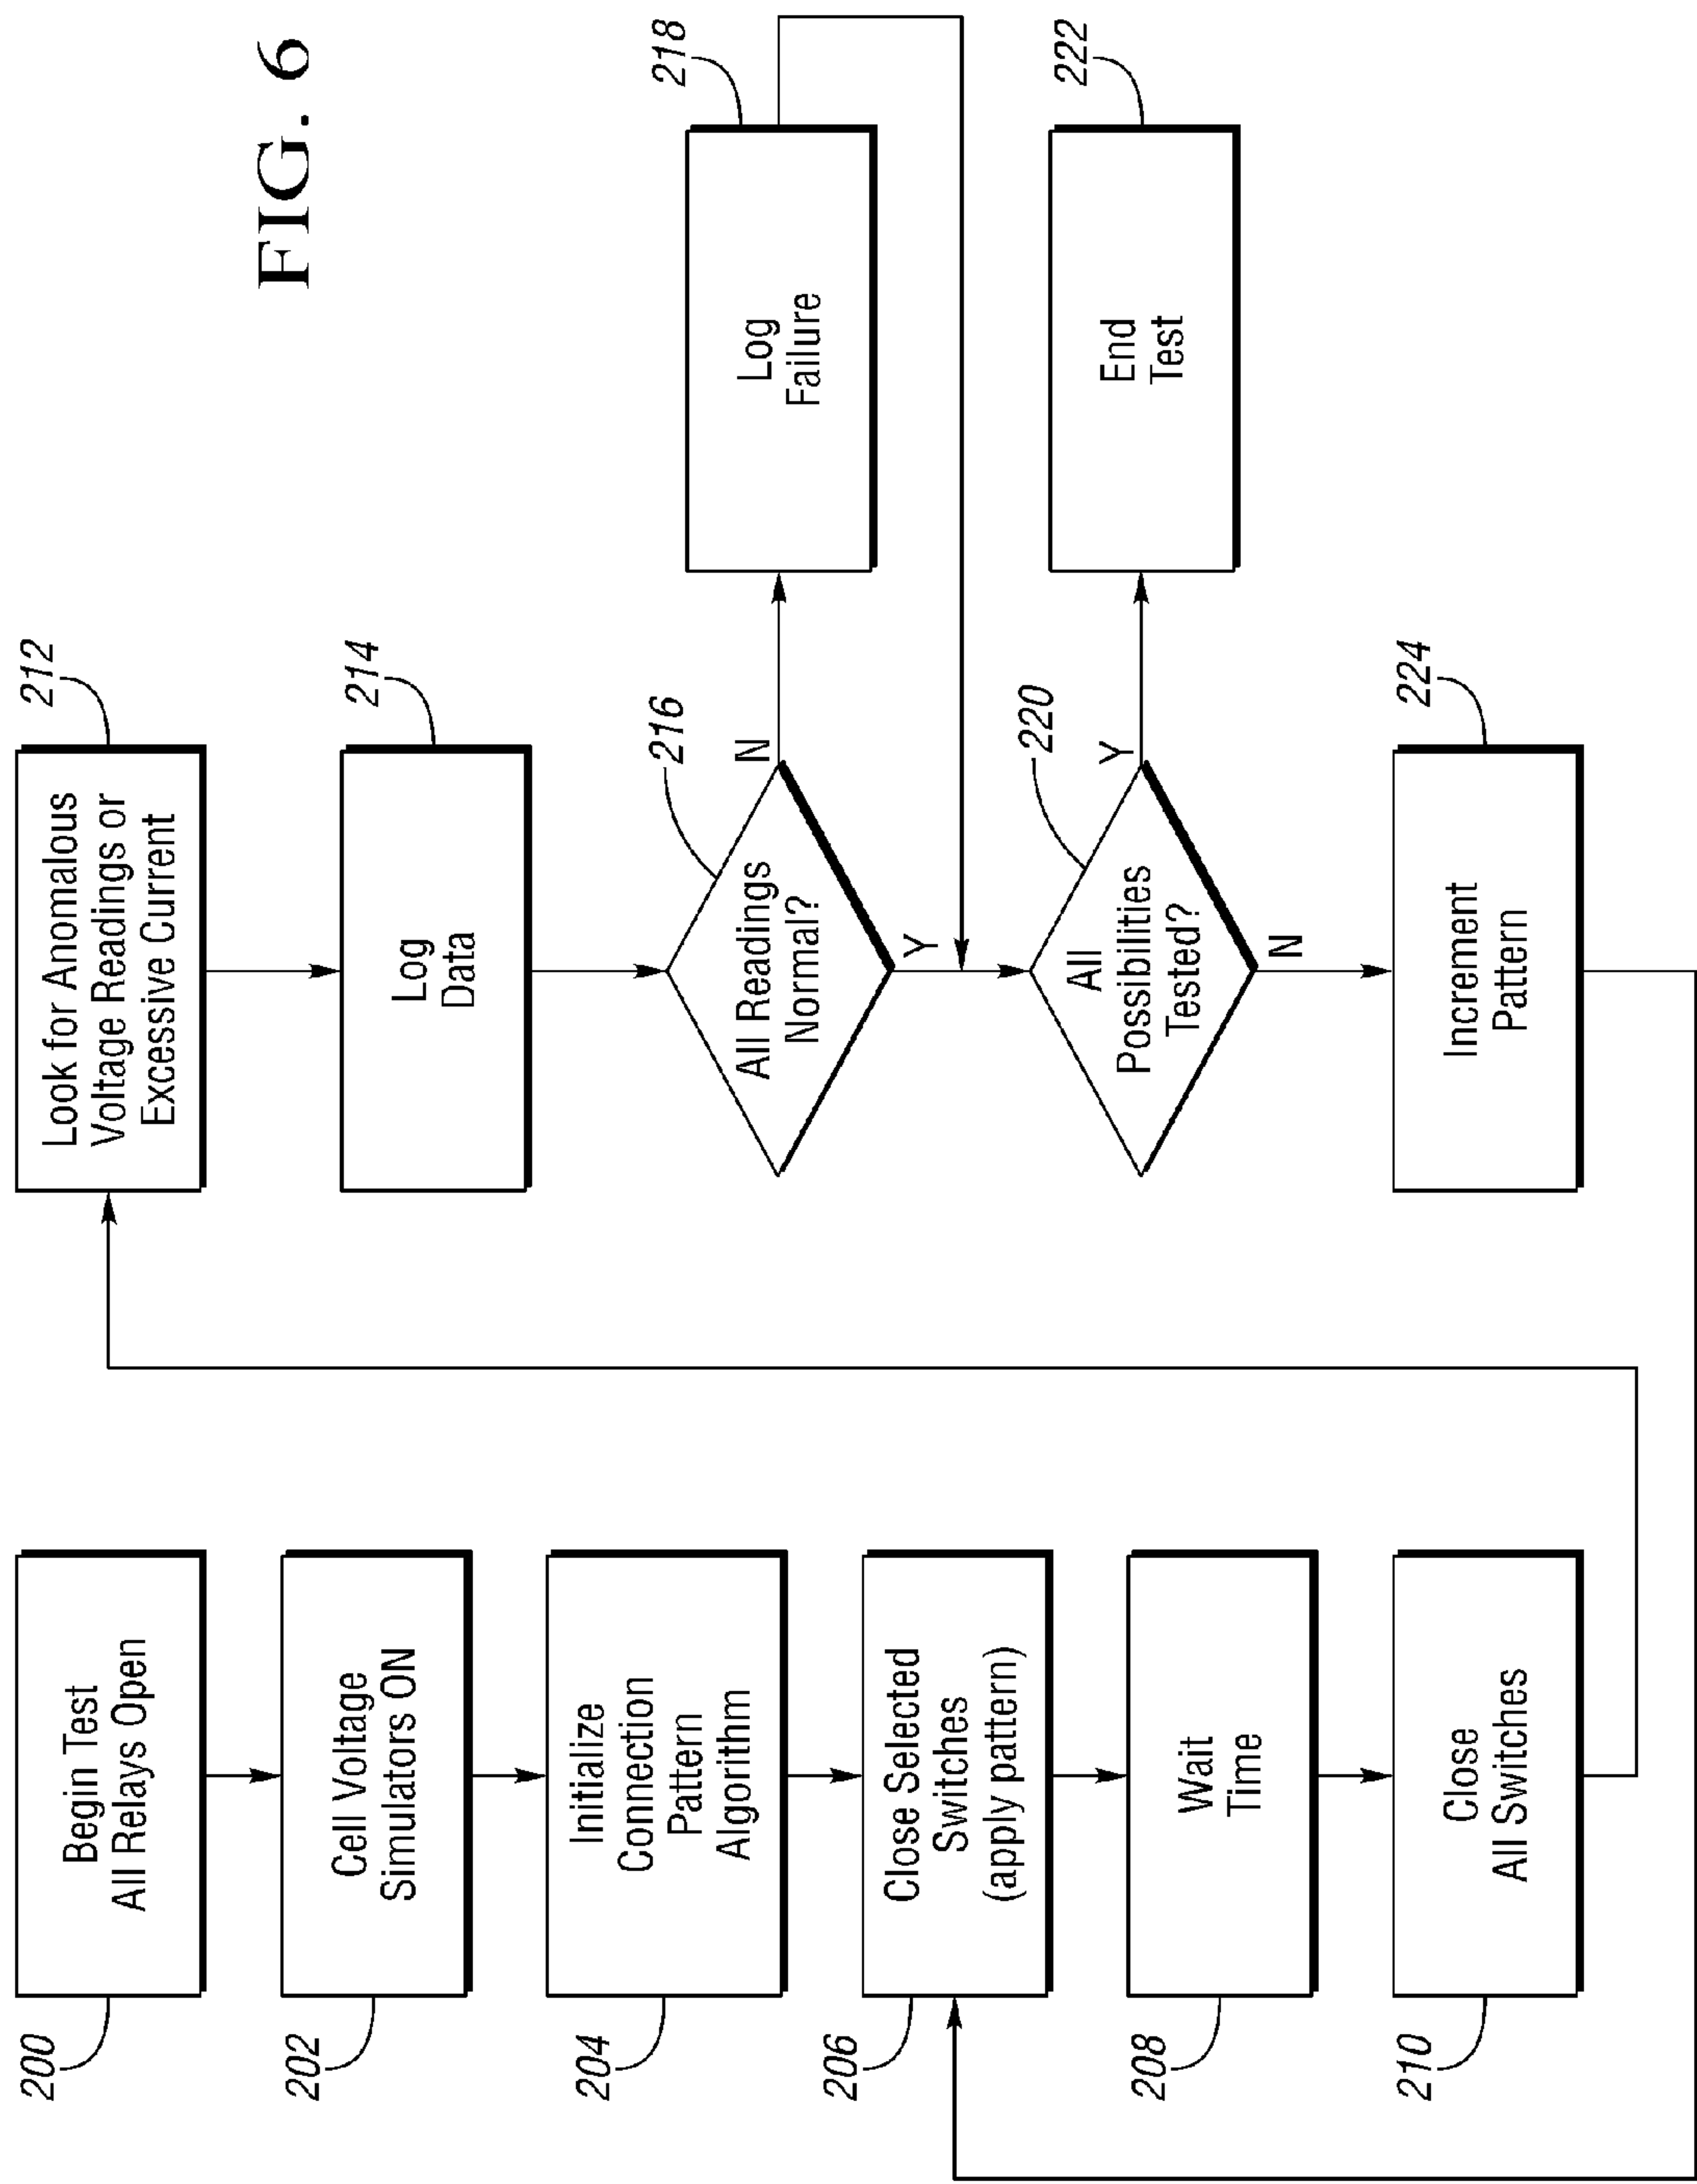 FIG. 6
200
Begin Test
All Relays Open
202
Cell Voltage
Simulators ON
204
Initialize
Connection
Pattern
Algorithm
206
Close Selected
Switches
(apply pattern)
208
Wait
Time
210
Close
All Switches
212
Look for Anomalous
Voltage Readings or
Excessive Current
214
Log
Data
216
All Readings
Normal?
N
Y
218
Log
Failure
220
All
Possibilities
Tested?
Y
N
222
End
Test
224
Increment
Pattern